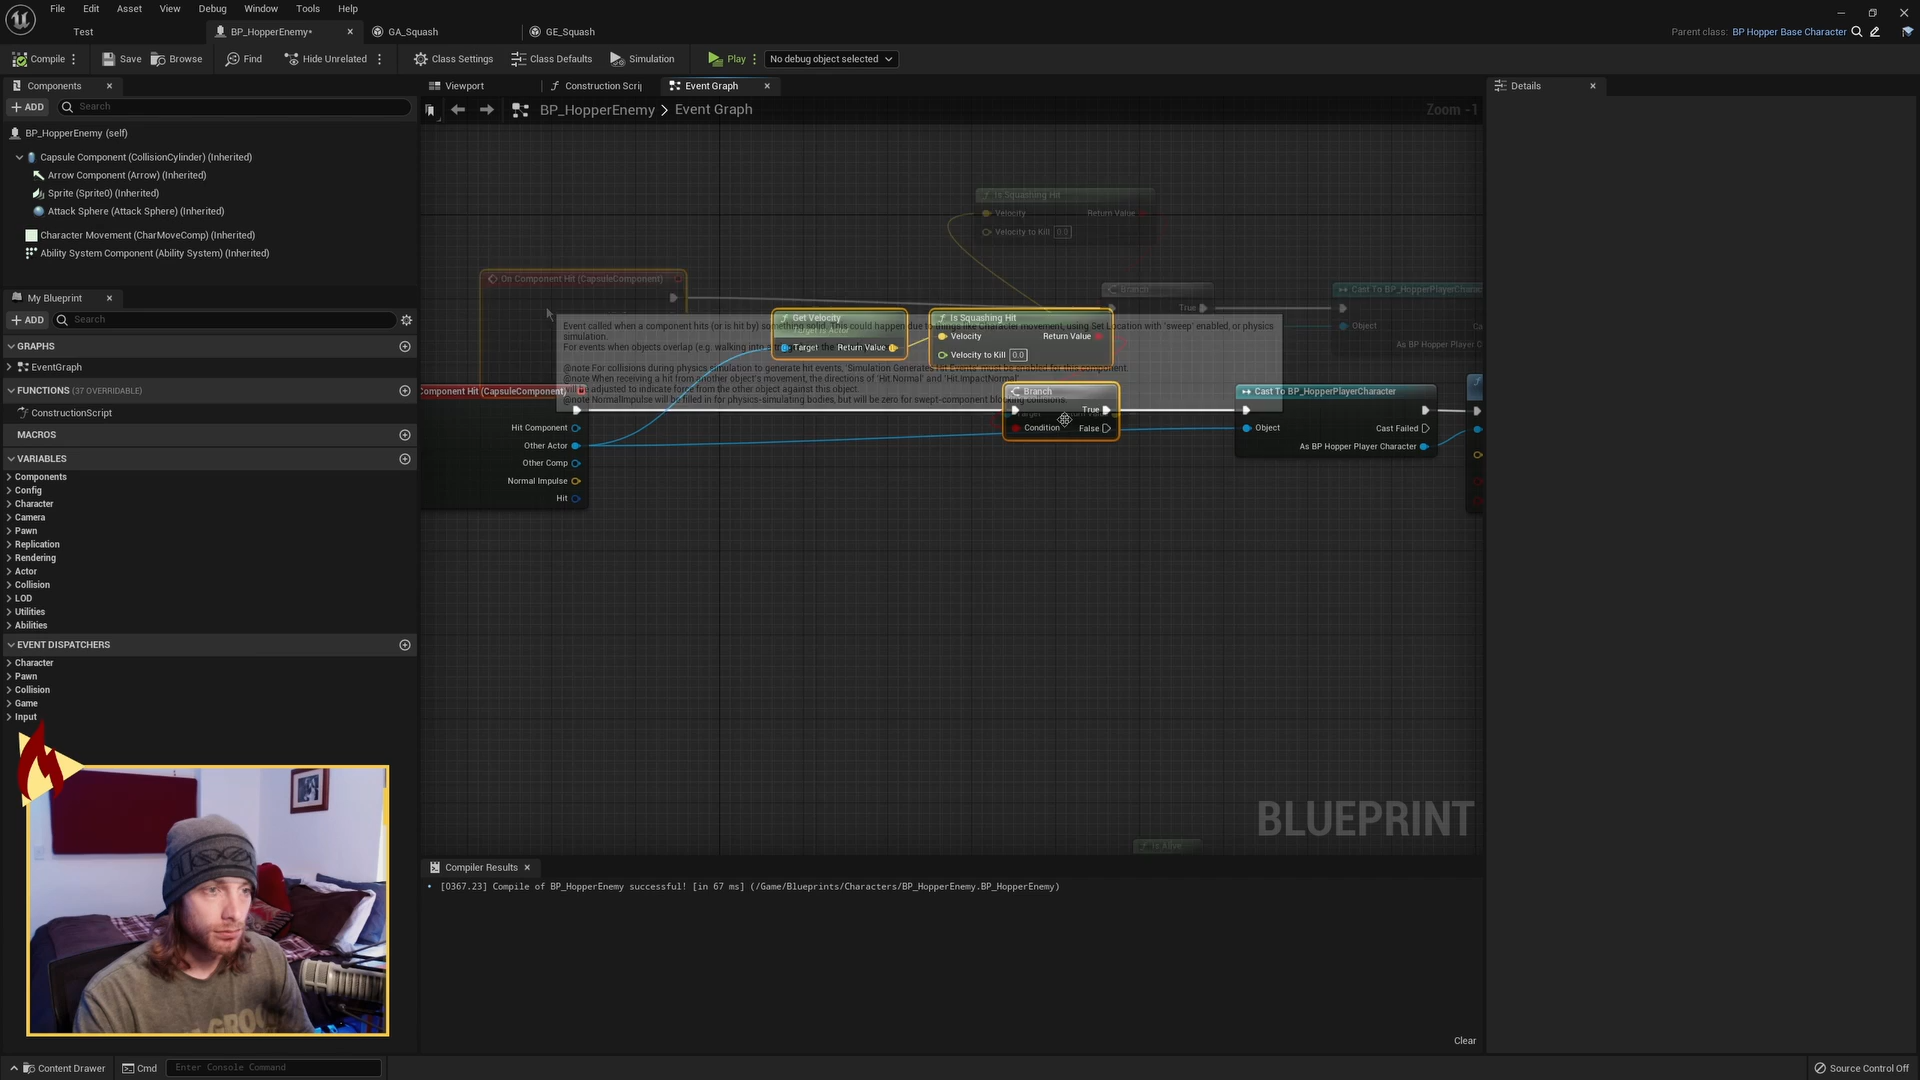 File Edit Asset View Debug Window Tools Help
Test
BP_HopperEnemy*
GA_Squash
GE_Squash
Parent class: BP Hopper Base Character
Compile
Save
Browse
Find
Hide Unrelated
Class Settings
Class Defaults
Simulation
Play
No debug object selected
Components
ADD
Search
BP_HopperEnemy (self)
Capsule Component (CollisionCylinder) (Inherited)
Arrow Component (Arrow) (Inherited)
Sprite (Sprite0) (Inherited)
Attack Sphere (Attack Sphere) (Inherited)
Character Movement (CharMoveComp) (Inherited)
Ability System Component (Ability System) (Inherited)
My Blueprint
ADD
Search
GRAPHS
EventGraph
FUNCTIONS (37 OVERRIDABLE)
ConstructionScript
MACROS
VARIABLES
Components
Config
Character
Camera
Pawn
Replication
Rendering
Actor
Collision
LOD
Utilities
Abilities
EVENT DISPATCHERS
Character
Pawn
Collision
Game
Input
Viewport
Construction Scrip
Event Graph
BP_HopperEnemy > Event Graph
Zoom -1
Is Squashing Hit
Velocity Return Value
Velocity to Kill 0.0
On Component Hit (CapsuleComponent)
Branch
True
Cast To BP_HopperPlayerCharac
Object
As BP Hopper
Get Velocity
Target is Actor
Target Return Value
Is Squashing Hit
Velocity Return Value
Velocity to Kill 0.0
Event called when a component hits (or is hit by) something solid. This could happen due to things like Character movement, using Set Location with 'sweep' enabled, or physics
simulation.
For events when objects overlap (e.g. walking into a
@note For collisions during physics simulation to generate hit events, 'Simulation Generates Hit Events' must be enabled for this component.
@note When receiving a hit from another object's movement, the directions of 'Hit.Normal' and 'Hit.ImpactNormal'
will be adjusted to indicate force from the other object against this object.
@note NormalImpulse will be filled in for physics-simulating bodies, but will be zero for swept-component blocking collisions.
Component Hit (CapsuleComponent)
Hit Component
Other Actor
Other Comp
Normal Impulse
Hit
Branch
True
Condition False
Cast To BP_HopperPlayerCharacter
Object
Cast Failed
As BP Hopper Player Character
Is Alive
BLUEPRINT
Compiler Results
[0367.23] Compile of BP_HopperEnemy successful! [in 67 ms] (/Game/Blueprints/Characters/BP_HopperEnemy.BP_HopperEnemy)
Clear
Details
Content Drawer
Cmd
Enter Console Command
Source Control Off